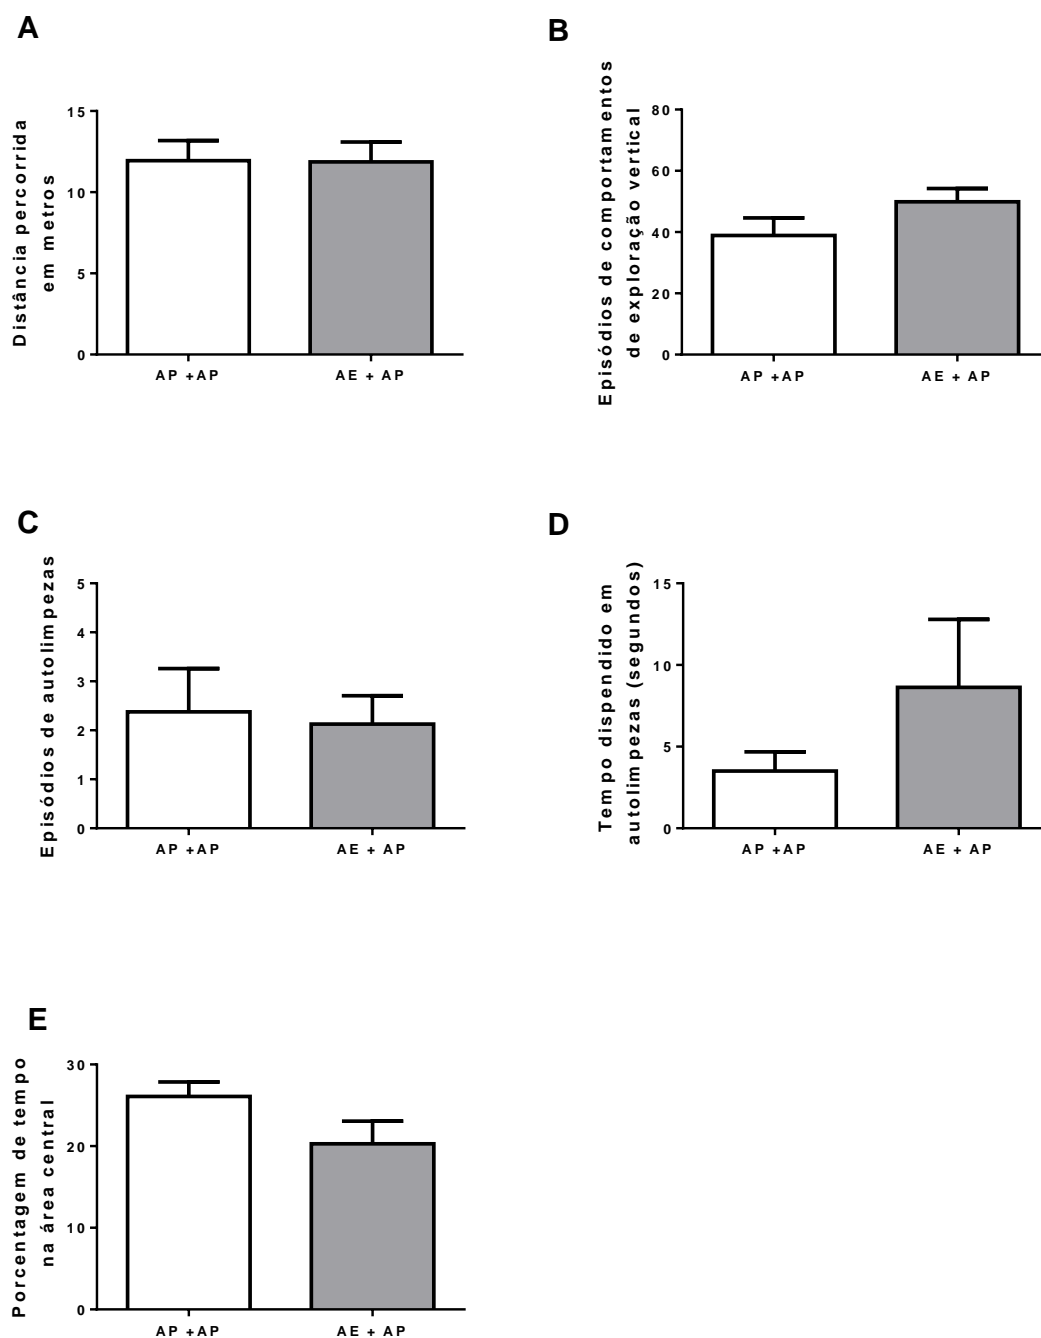 A
Distância percorrida
em metros
15
10
5
0
AP +AP
AE + AP
B
Episódios de comportamentos
de exploração vertical
80
60
40
20
0
AP +AP
AE + AP
C
Episódios de autolimpezas
5
4
3
2
1
0
AP +AP
AE + AP
D
Tempo dispendido em
autolimpezas (segundos)
15
10
5
0
AP +AP
AE + AP
E
Porcentagem de tempo
na área central
30
20
10
0
AP +AP
AE + AP